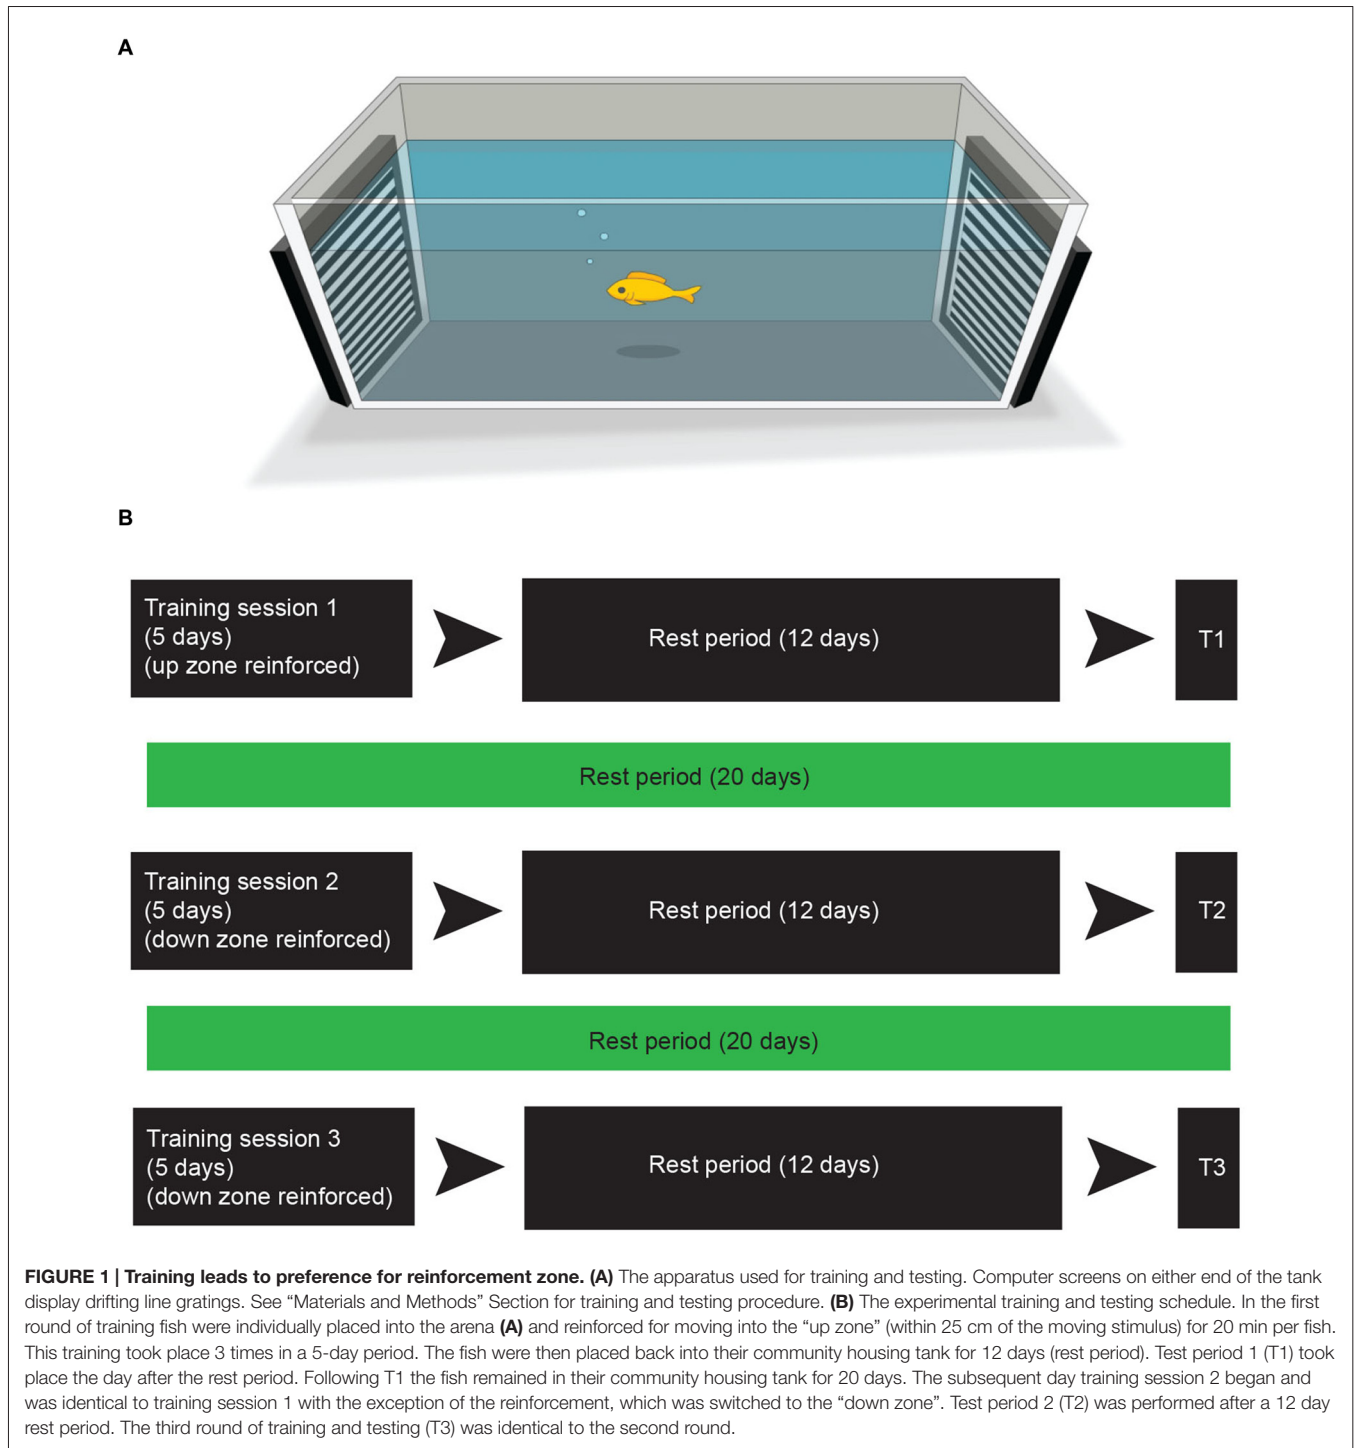 A
B
Training session 1
(5 days)
(up zone reinforced)
Rest period (12 days)
T1
Rest period (20 days)
Training session 2
(5 days)
(down zone reinforced)
Rest period (12 days)
T2
Rest period (20 days)
Training session 3
(5 days)
(down zone reinforced)
Rest period (12 days)
T3
FIGURE 1 | Training leads to preference for reinforcement zone. (A) The apparatus used for training and testing. Computer screens on either end of the tank
display drifting line gratings. See “Materials and Methods” Section for training and testing procedure. (B) The experimental training and testing schedule. In the first
round of training fish were individually placed into the arena (A) and reinforced for moving into the “up zone” (within 25 cm of the moving stimulus) for 20 min per fish.
This training took place 3 times in a 5-day period. The fish were then placed back into their community housing tank for 12 days (rest period). Test period 1 (T1) took
place the day after the rest period. Following T1 the fish remained in their community housing tank for 20 days. The subsequent day training session 2 began and
was identical to training session 1 with the exception of the reinforcement, which was switched to the “down zone”. Test period 2 (T2) was performed after a 12 day
rest period. The third round of training and testing (T3) was identical to the second round.